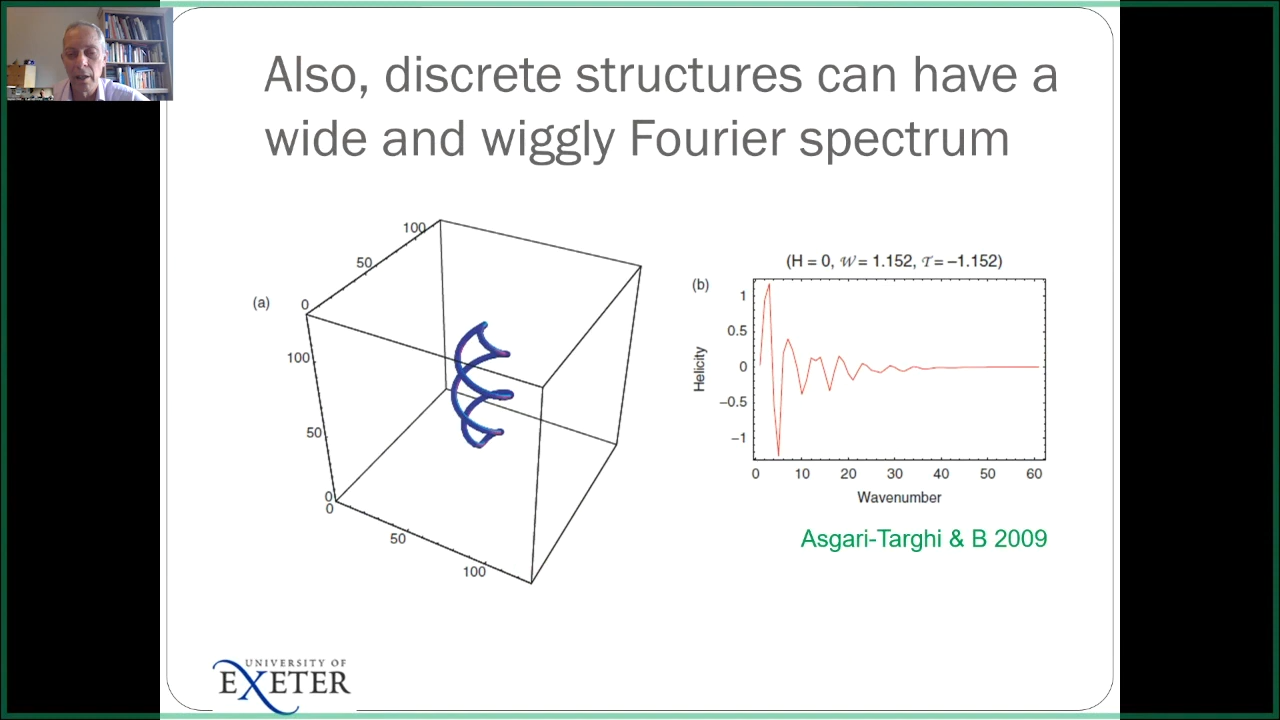 Also, discrete structures can have a
wide and wiggly Fourier spectrum
(a)
100
50
0
100
50
0
0
50
100
(H = 0, 𝒲 = 1.152, 𝒯 = −1.152)
(b)
Helicity
1
0.5
0
−0.5
−1
0 10 20 30 40 50 60
Wavenumber
Asgari-Targhi & B 2009
UNIVERSITY OF
EXETER